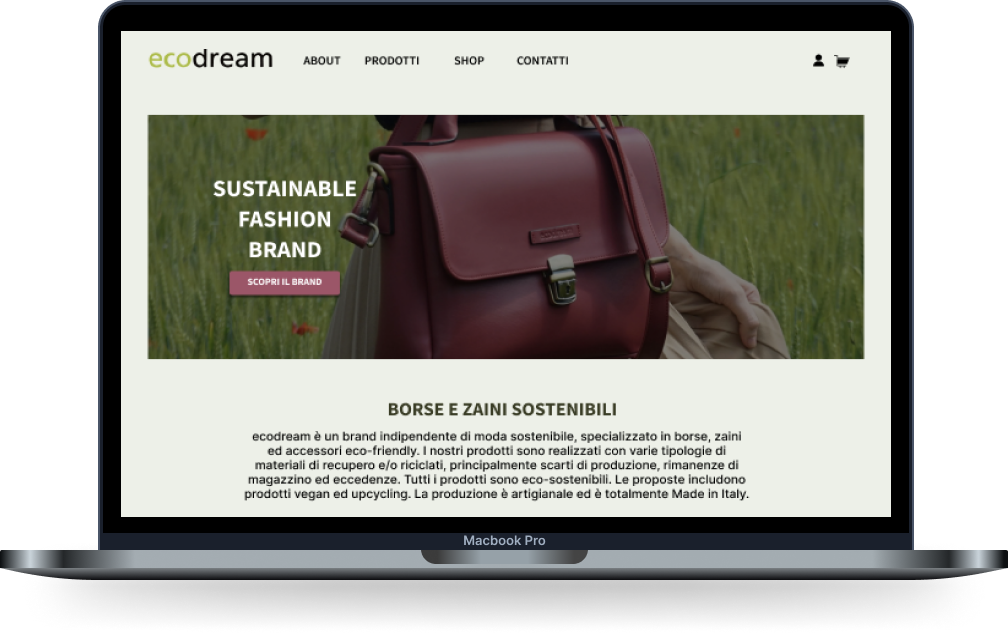 ecodream ABOUT PRODOTTI SHOP CONTATTI
SUSTAINABLE
FASHION
BRAND
SCOPRI IL BRAND
BORSE E ZAINI SOSTENIBILI
ecodream è un brand indipendente di moda sostenibile, specializzato in borse, zaini
ed accessori eco-friendly. I nostri prodotti sono realizzati con varie tipologie di
materiali di recupero e/o riciclati, principalmente scarti di produzione, rimanenze di
magazzino ed eccedenze. Tutti i prodotti sono eco-sostenibili. Le proposte includono
prodotti vegan ed upcycling. La produzione è artigianale ed è totalmente Made in Italy.
Macbook Pro